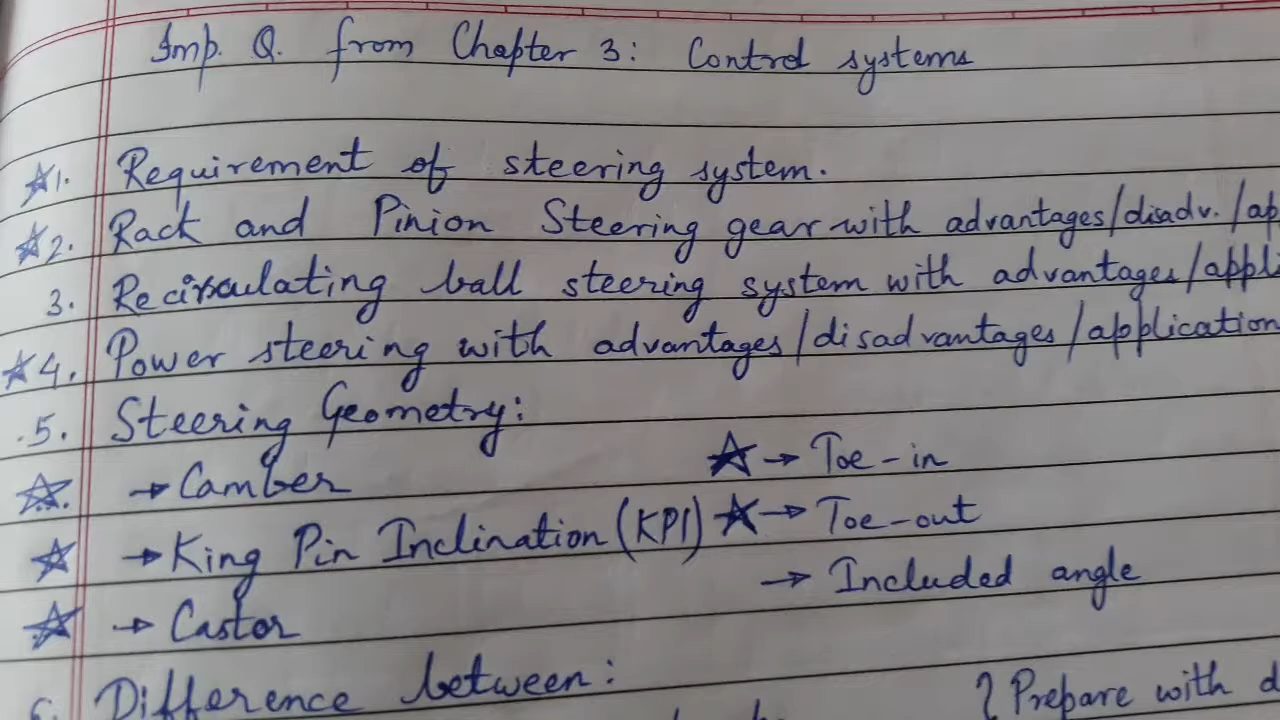 Imp. Q. from Chapter 3: Control systems
☆1. Requirement of steering system.
☆2. Rack and Pinion Steering gear with advantages/disadv./ap
3. Recirculating ball steering system with advantages/appli
☆4. Power steering with advantages/disadvantages/application
5. Steering Geometry:
☆ → Camber ☆ → Toe-in
☆ → King Pin Inclination (KPI) ☆ → Toe-out
→ Included angle
☆ → Castor
6. Difference between:
} Prepare with d